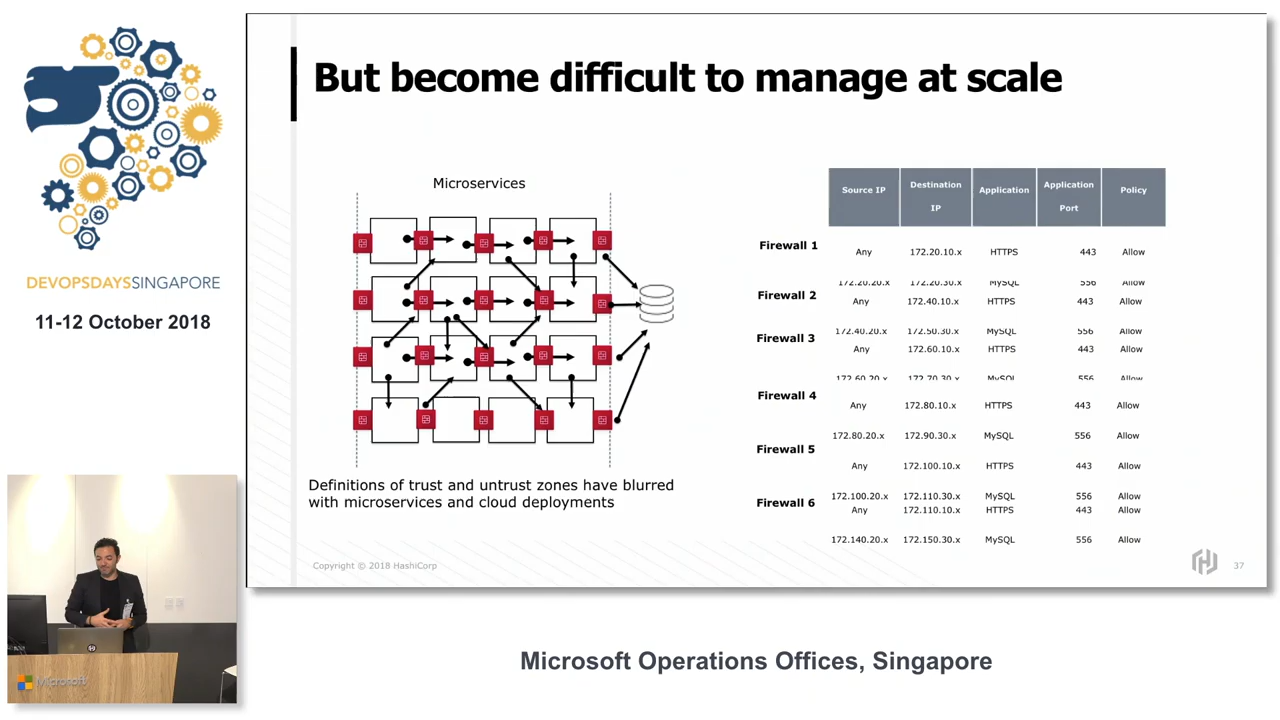 DEVOPSDAYSSINGAPORE
11-12 October 2018
But become difficult to manage at scale
Microservices
Definitions of trust and untrust zones have blurred
with microservices and cloud deployments
Source IP Destination IP Application Application Port Policy
Firewall 1
Any 172.20.10.x HTTPS 443 Allow
172.20.20.x 172.20.30.x MySQL 556 Allow
Firewall 2
Any 172.40.10.x HTTPS 443 Allow
172.40.20.x 172.50.30.x MySQL 556 Allow
Firewall 3
Any 172.60.10.x HTTPS 443 Allow
172.60.20.x 172.70.30.x MySQL 556 Allow
Firewall 4
Any 172.80.10.x HTTPS 443 Allow
172.80.20.x 172.90.30.x MySQL 556 Allow
Firewall 5
Any 172.100.10.x HTTPS 443 Allow
172.100.20.x 172.110.30.x MySQL 556 Allow
Firewall 6
Any 172.110.10.x HTTPS 443 Allow
172.140.20.x 172.150.30.x MySQL 556 Allow
Copyright © 2018 HashiCorp
37
Microsoft
Microsoft Operations Offices, Singapore